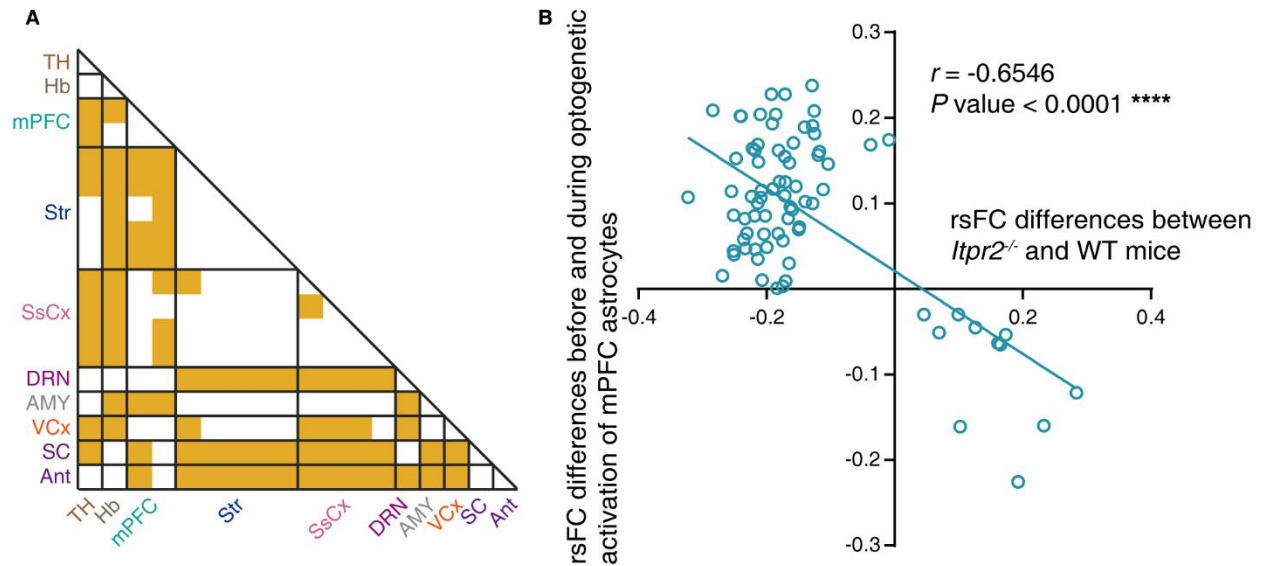 A
TH
Hb
mPFC
Str
SsCx
DRN
AMY
VCx
SC
Ant
TH
Hb
mPFC
Str
SsCx
DRN
AMY
VCx
SC
Ant
B
rsFC differences before and during optogenetic
activation of mPFC astrocytes
0.3
0.2
0.1
-0.1
-0.2
-0.3
-0.4
-0.2
0.2
0.4
r = -0.6546
P value < 0.0001 ****
rsFC differences between
Itpr2-/- and WT mice